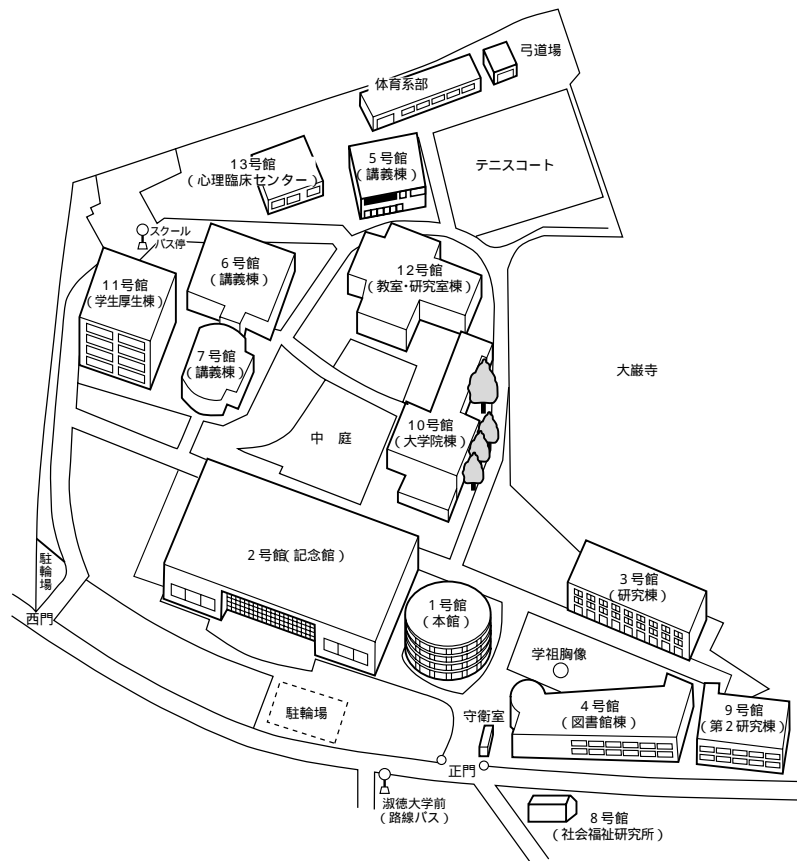 弓道場
体育系部
テニスコート
5号館
(講義棟)
13号館
(心理臨床センター)
スクール
バス停
6号館
(講義棟)
12号館
(教室・研究室棟)
11号館
(学生厚生棟)
7号館
(講義棟)
大巌寺
中 庭
10号館
(大学院棟)
2号館(記念館)
3号館
(研究棟)
駐輪場
西門
1号館
(本館)
学祖胸像
駐輪場
守衛室
4号館
(図書館棟)
9号館
(第2研究棟)
正門
淑徳大学前
(路線バス)
8号館
(社会福祉研究所)